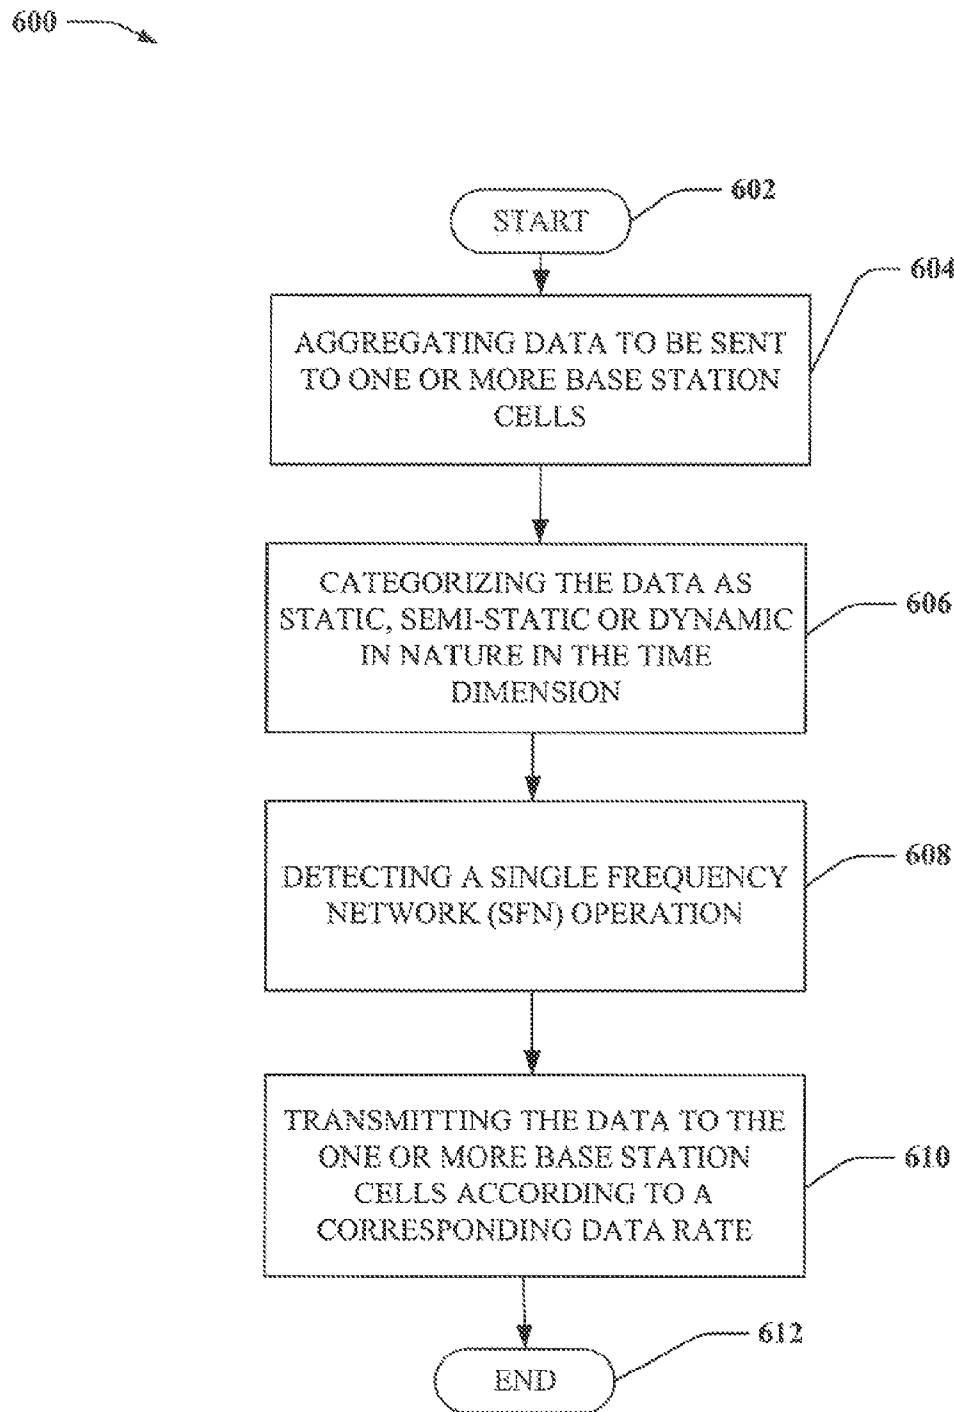 600
602
START
604
AGGREGATING DATA TO BE SENT
TO ONE OR MORE BASE STATION
CELLS
CATEGORIZING THE DATA AS
STATIC, SEMI-STATIC OR DYNAMIC
IN NATURE IN THE TIME
DIMENSION
606
DETECTING A SINGLE FREQUENCY
NETWORK (SFN) OPERATION
608
TRANSMITTING THE DATA TO THE
ONE OR MORE BASE STATION
CELLS ACCORDING TO A
CORRESPONDING DATA RATE
610
612
END